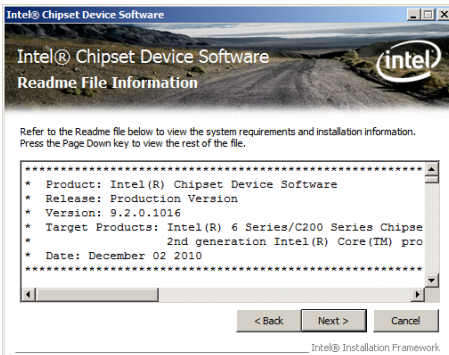 Intel® Chipset Device Software
Intel® Chipset Device Software
intel®
Readme File Information
Refer to the Readme file below to view the system requirements and installation information.
Press the Page Down key to view the rest of the file.
************************************************************
*  Product: Intel(R) Chipset Device Software
*  Release: Production Version
*  Version: 9.2.0.1016
*  Target Products: Intel(R) 6 Series/C200 Series Chipse
*                   2nd generation Intel(R) Core(TM) pro
*  Date: December 02 2010
************************************************************
< Back Next > Cancel
Intel® Installation Framework